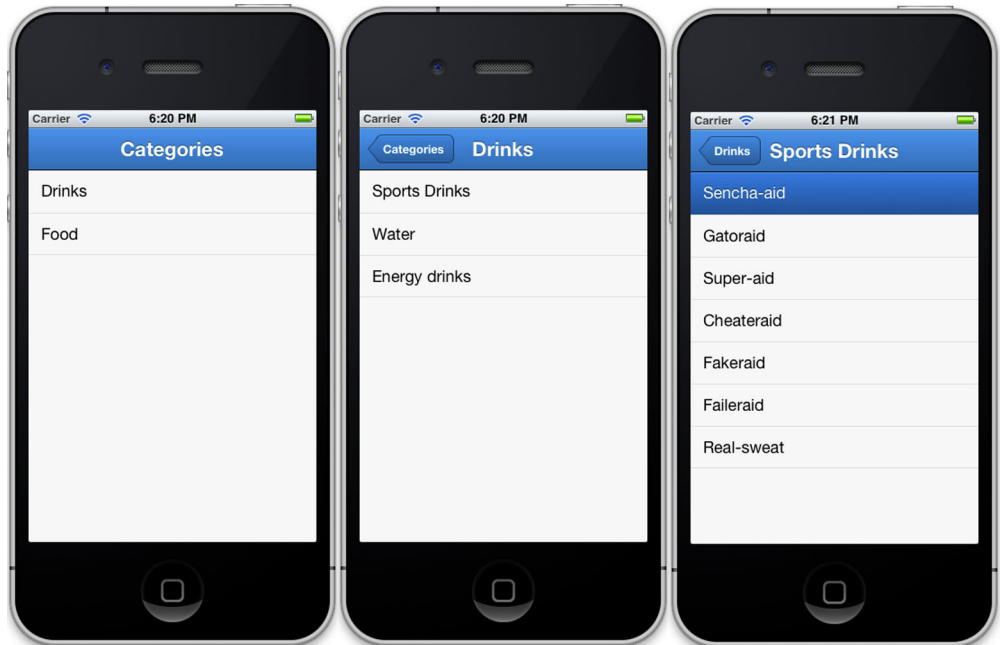 Carrier 6:20 PM
Categories
Drinks
Food
Carrier 6:20 PM
Categories Drinks
Sports Drinks
Water
Energy drinks
Carrier 6:21 PM
Drinks Sports Drinks
Sencha-aid
Gatoraid
Super-aid
Cheateraid
Fakeraid
Faileraid
Real-sweat